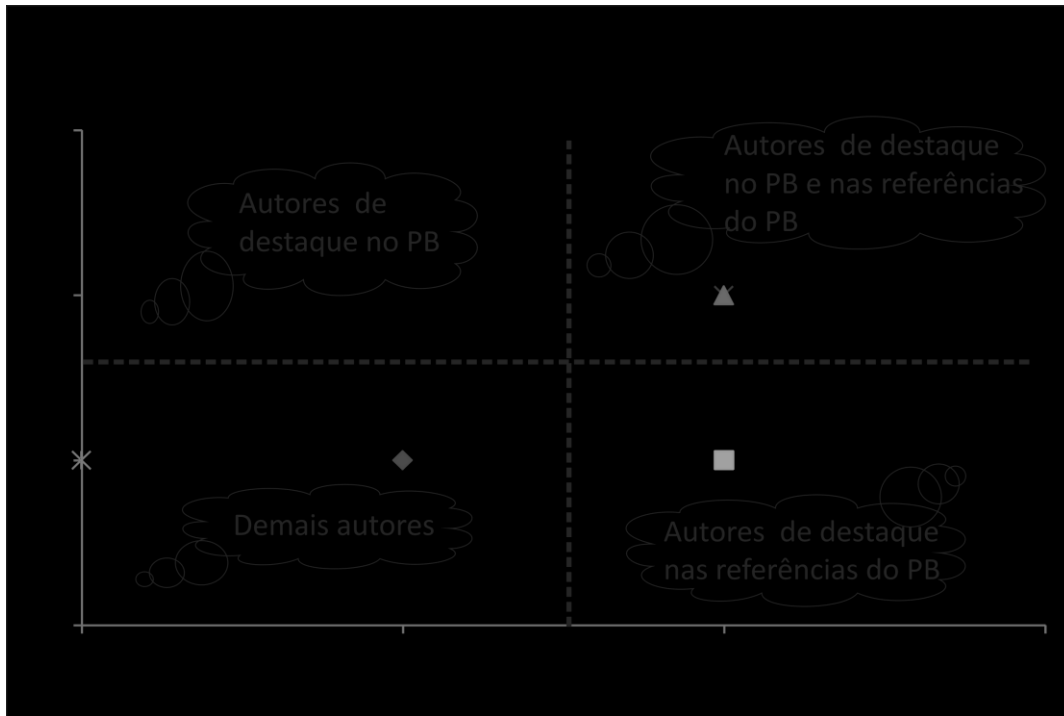 Autores de destaque
no PB e nas referências
do PB
Autores de
destaque no PB
Demais autores
Autores de destaque
nas referências do PB